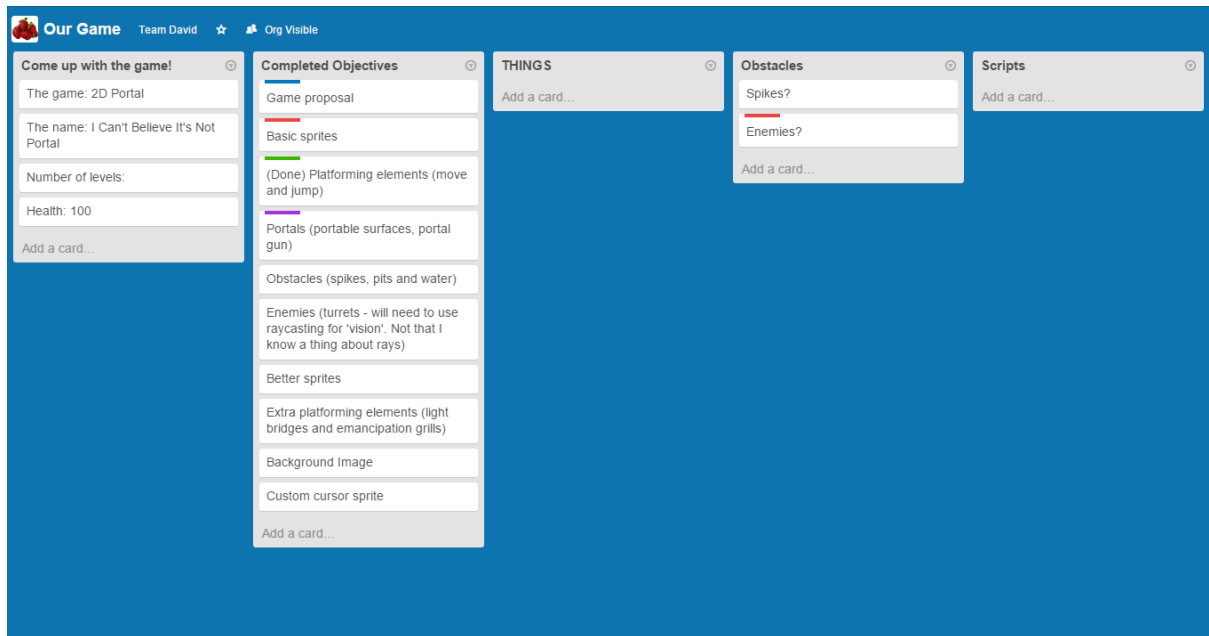 Our Game Team David Org Visible
Come up with the game!
The game: 2D Portal
The name: I Can't Believe It's Not
Portal
Number of levels:
Health: 100
Add a card...
Completed Objectives
Game proposal
Basic sprites
(Done) Platforming elements (move
and jump)
Portals (portable surfaces, portal
gun)
Obstacles (spikes, pits and water)
Enemies (turrets - will need to use
raycasting for 'vision'. Not that I
know a thing about rays)
Better sprites
Extra platforming elements (light
bridges and emancipation grills)
Background Image
Custom cursor sprite
Add a card...
THINGS
Add a card...
Obstacles
Spikes?
Enemies?
Add a card...
Scripts
Add a card...